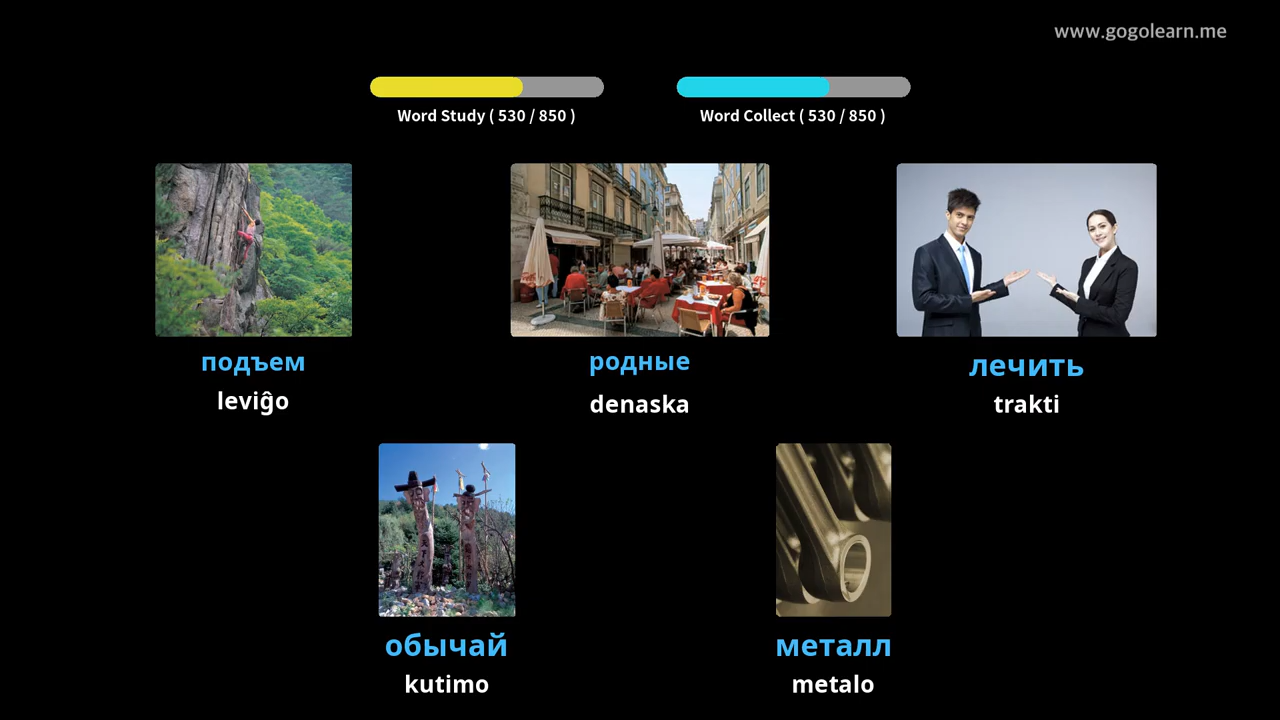 www.gogolearn.me
Word Study ( 530 / 850 )
Word Collect ( 530 / 850 )
подъем
leviĝo
родные
denaska
лечить
trakti
обычай
kutimo
металл
metalo